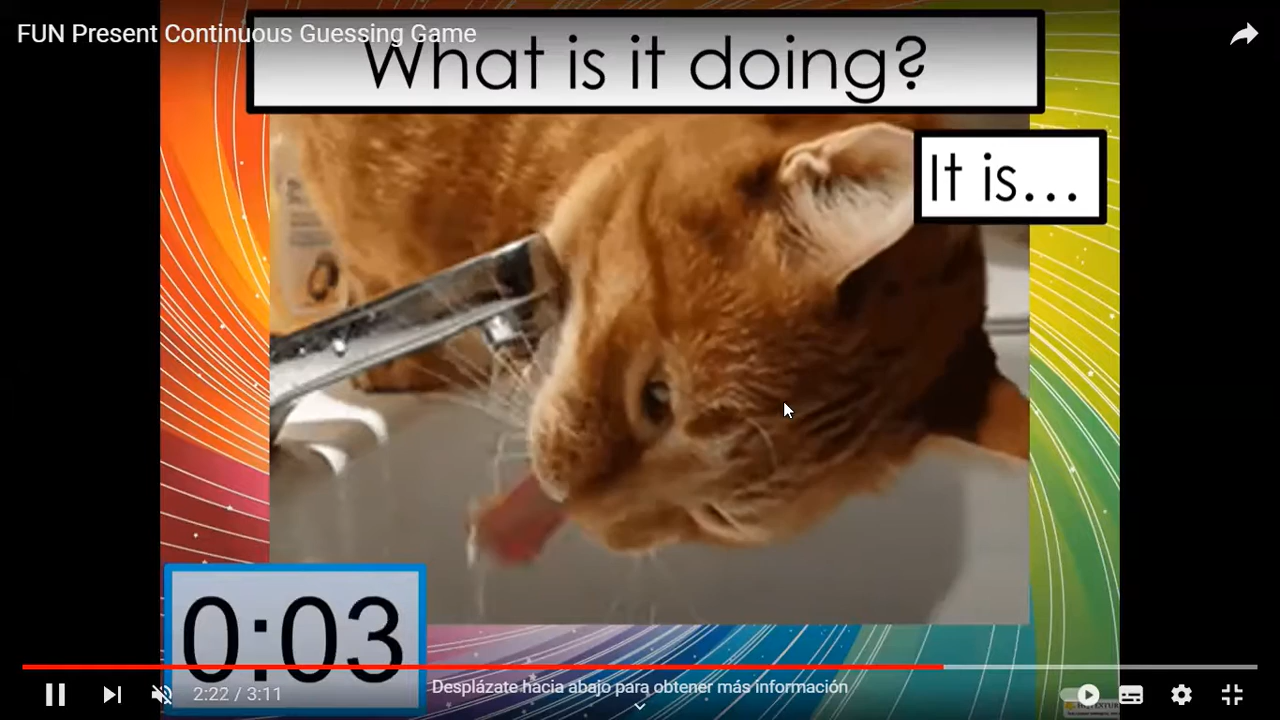 FUN Present Continuous Guessing Game
What is it doing?
It is...
0:03
2:22 / 3:11
Desplázate hacia abajo para obtener más información